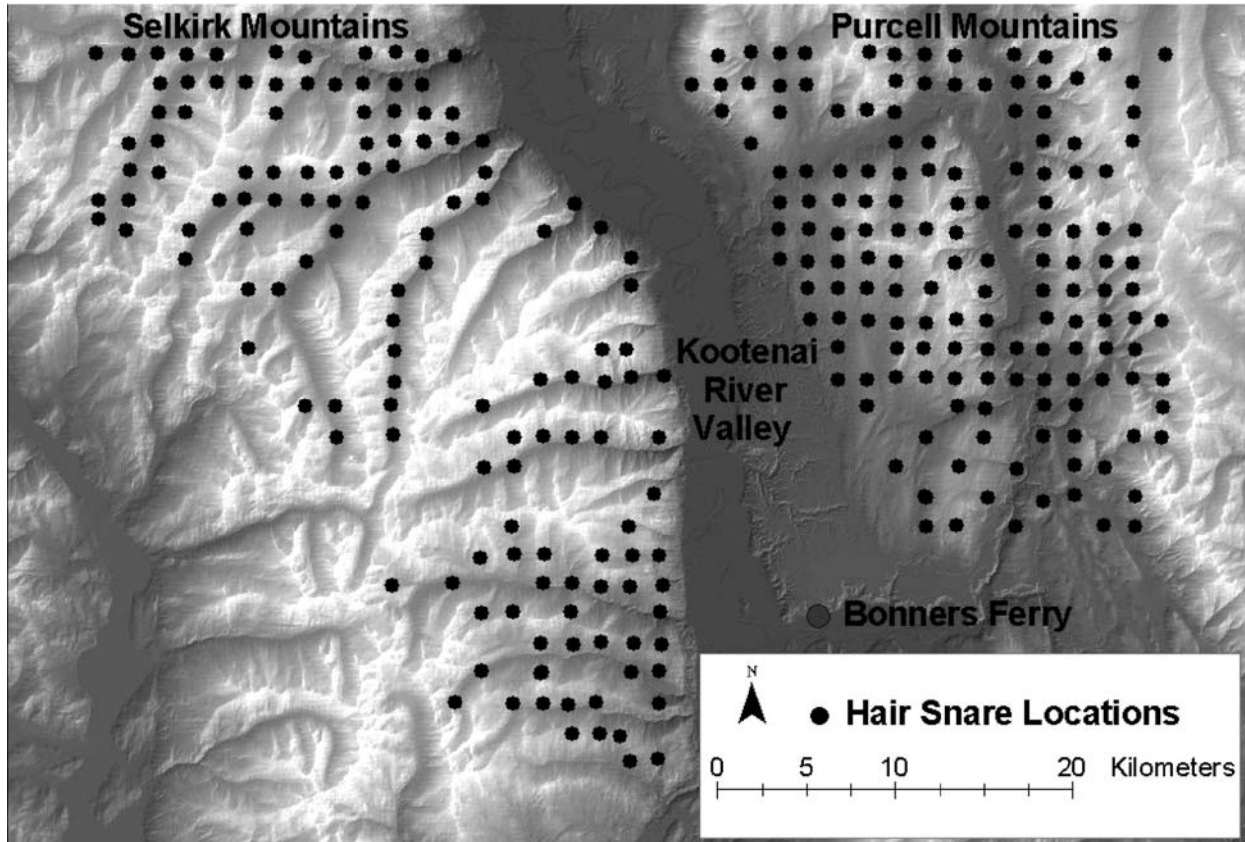 Selkirk Mountains
Purcell Mountains
Kootenai
River
Valley
Bonners Ferry
N
Hair Snare Locations
0 5 10 20 Kilometers